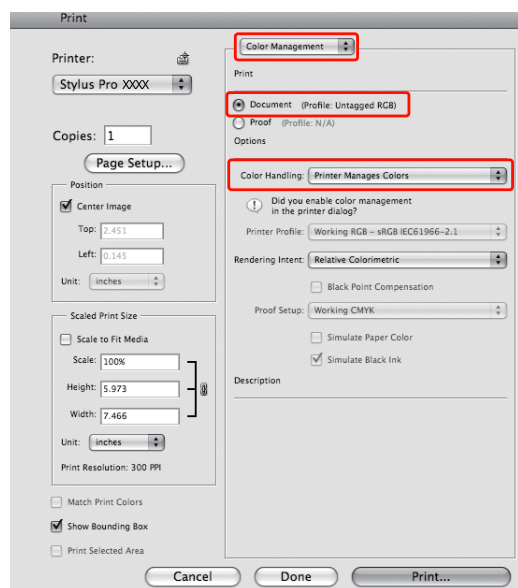 Print
Printer:
Stylus Pro XXXX
Copies: 1
Page Setup...
Position
Center Image
Top: 2.451
Left: 0.145
Unit: inches
Scaled Print Size
Scale to Fit Media
Scale: 100%
Height: 5.973
Width: 7.466
Unit: inches
Print Resolution: 300 PPI
Match Print Colors
Show Bounding Box
Print Selected Area
Color Management
Print
Document (Profile: Untagged RGB)
Proof (Profile: N/A)
Options
Color Handling: Printer Manages Colors
Did you enable color management
in the printer dialog?
Printer Profile: Working RGB - sRGB IEC61966-2.1
Rendering Intent: Relative Colorimetric
Black Point Compensation
Proof Setup: Working CMYK
Simulate Paper Color
Simulate Black Ink
Description
Cancel
Done
Print...